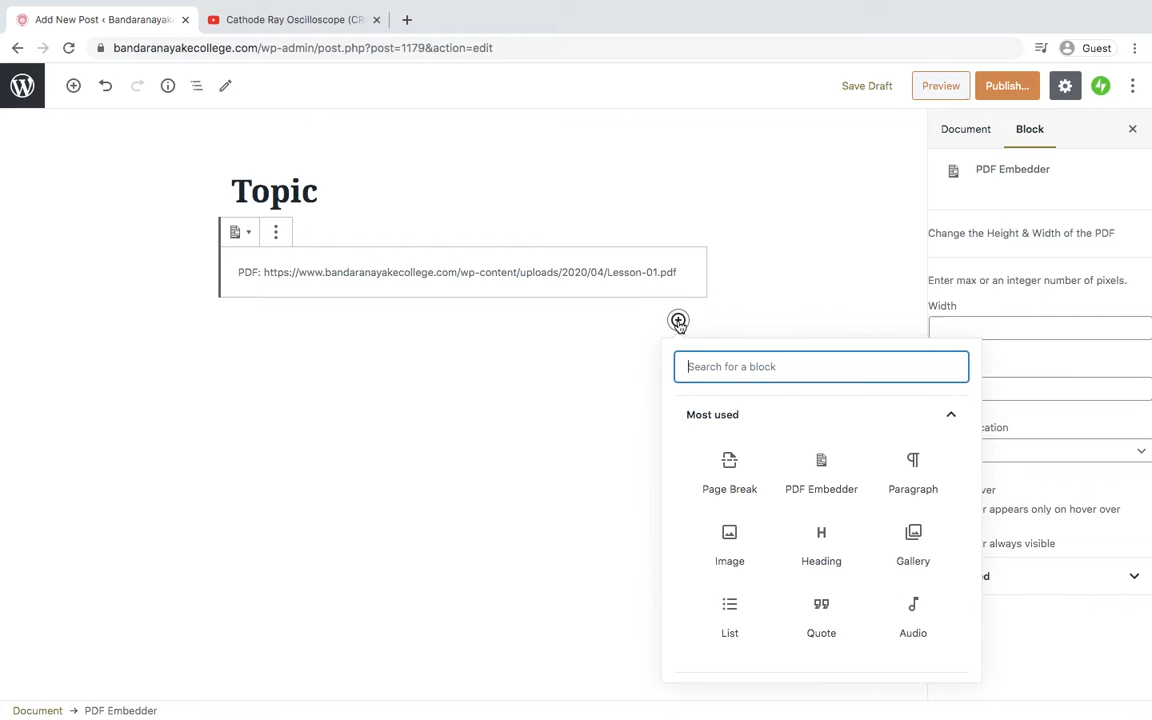 Add New Post ‹ Bandaranayake
Cathode Ray Oscilloscope (CR
bandaranayakecollege.com/wp-admin/post.php?post=1179&action=edit
Guest
Save Draft
Preview
Publish...
Document
Block
PDF Embedder
Topic
Change the Height & Width of the PDF
PDF: https://www.bandaranayakecollege.com/wp-content/uploads/2020/04/Lesson-01.pdf
Enter max or an integer number of pixels.
Width
Search for a block
Most used
cation
Page Break
PDF Embedder
Paragraph
ver
r appears only on hover over
r always visible
Image
Heading
Gallery
d
List
Quote
Audio
Document → PDF Embedder